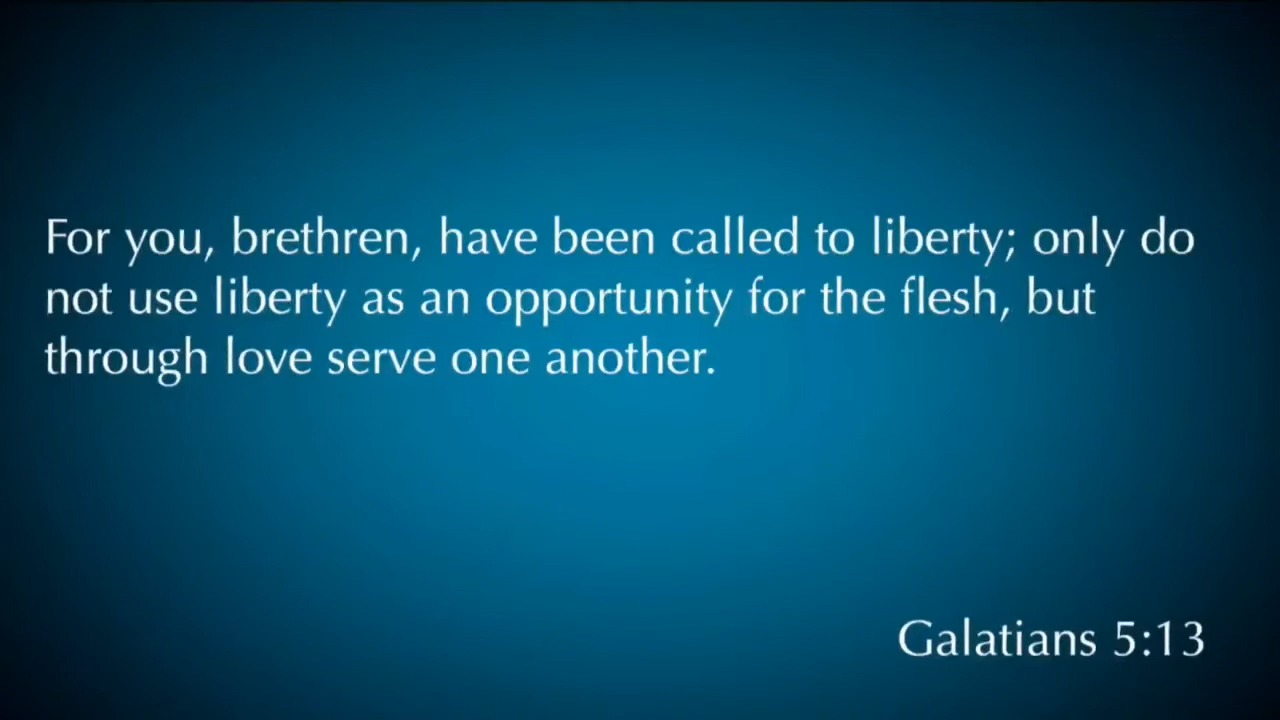 For you, brethren, have been called to liberty; only do
not use liberty as an opportunity for the flesh, but
through love serve one another.
Galatians 5:13